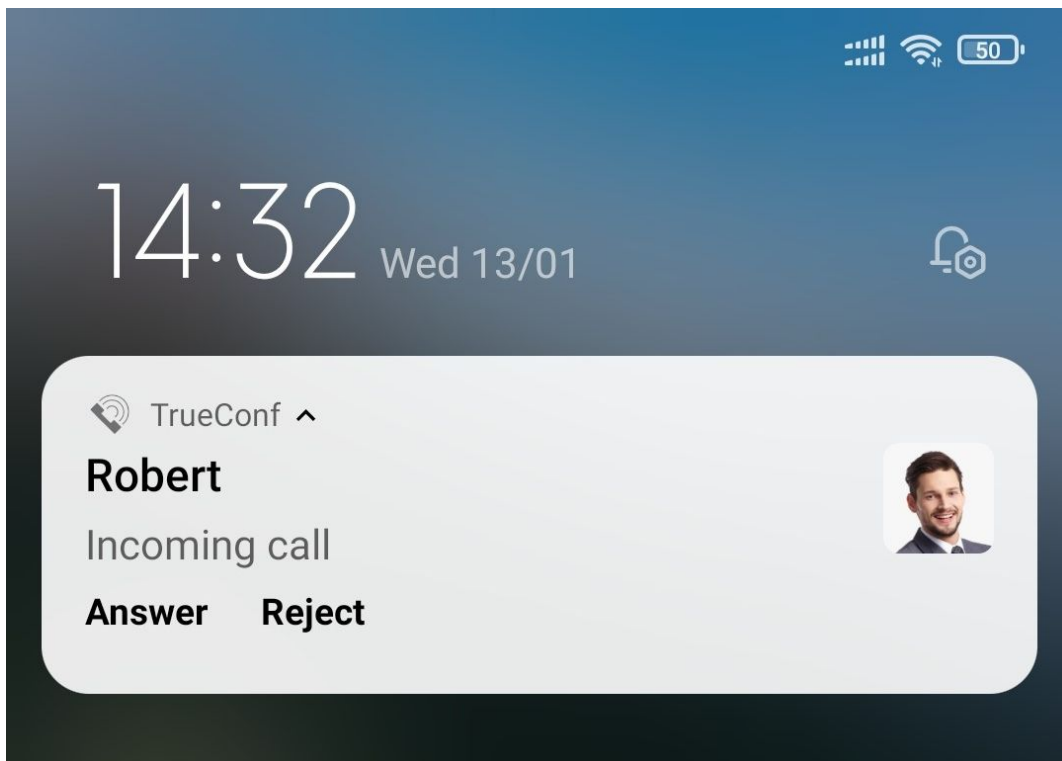 50
14:32 Wed 13/01
TrueConf
Robert
Incoming call
Answer Reject